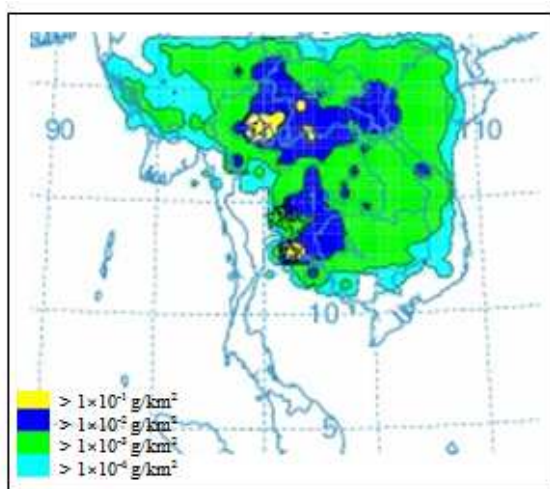 90
110
10
5
> 1×10⁻¹ g/km²
> 1×10⁻² g/km²
> 1×10⁻³ g/km²
> 1×10⁻⁴ g/km²